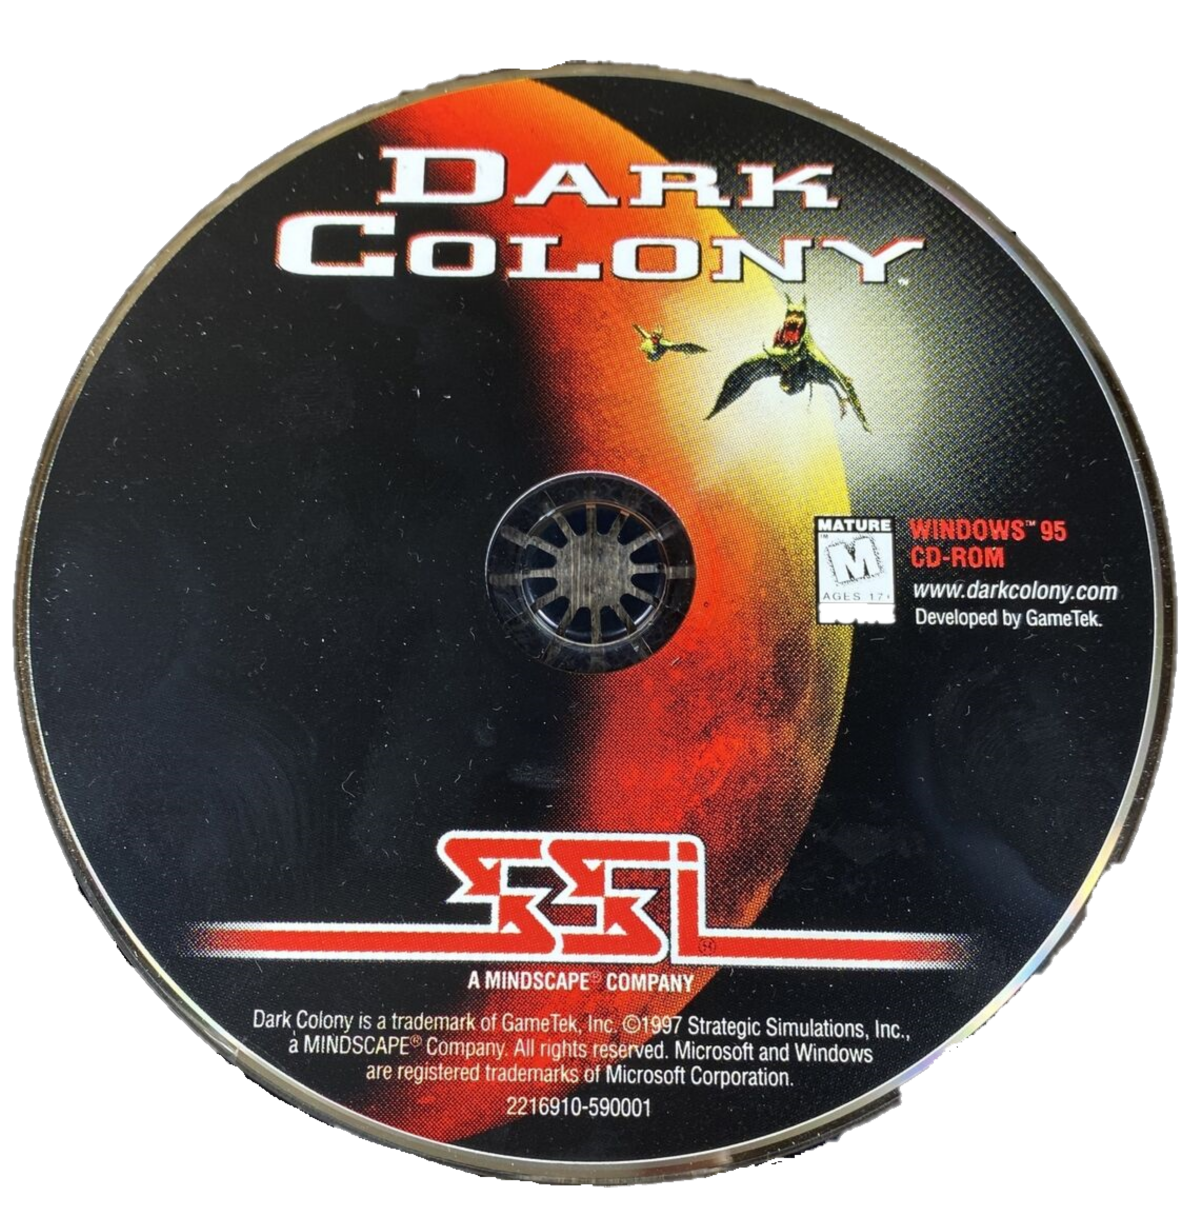 DARK
COLONY™
MATURE
M
AGES 17+
WINDOWS™ 95
CD-ROM
www.darkcolony.com
Developed by GameTek.
SSI
A MINDSCAPE® COMPANY
Dark Colony is a trademark of GameTek, Inc. ©1997 Strategic Simulations, Inc.,
a MINDSCAPE® Company. All rights reserved. Microsoft and Windows
are registered trademarks of Microsoft Corporation.
2216910-590001